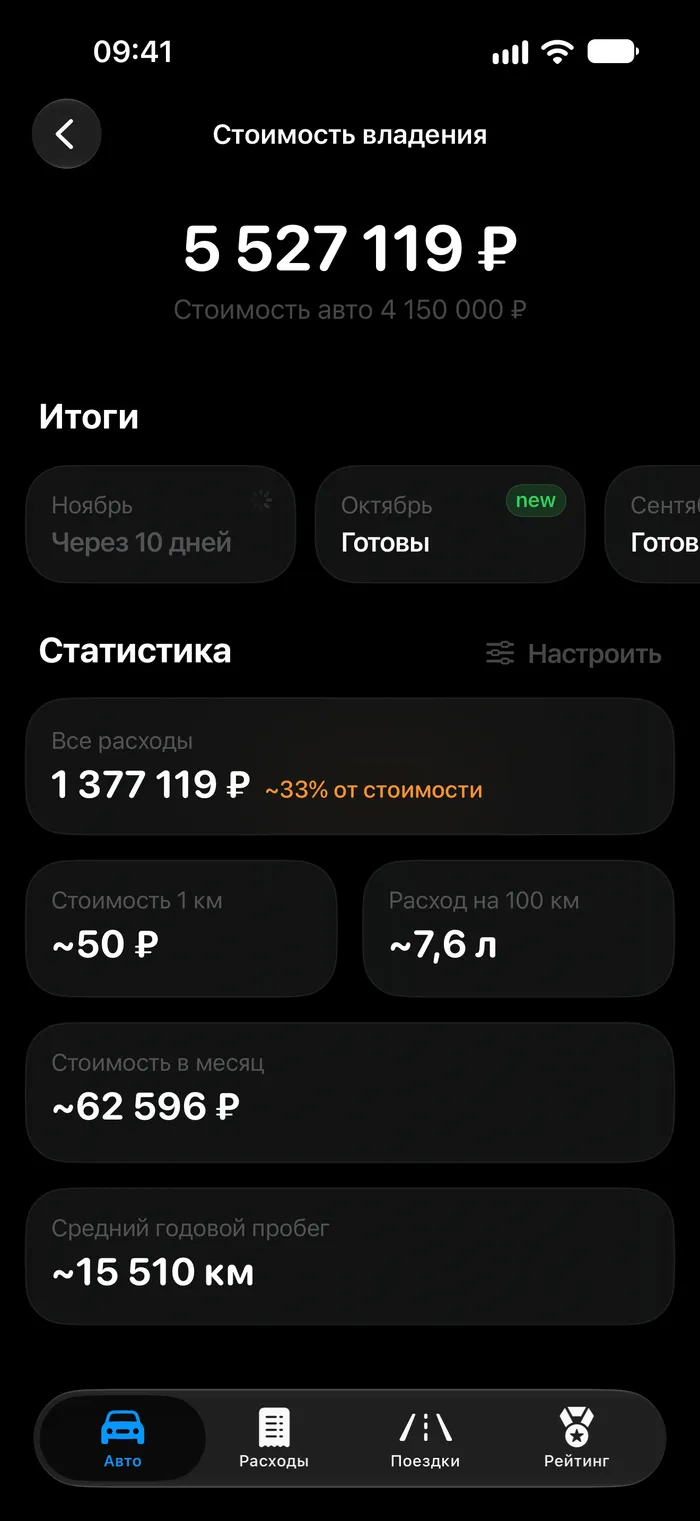 09:41
Стоимость владения
5 527 119 ₽
Стоимость авто 4 150 000 ₽
Итоги
Ноябрь
Через 10 дней
Октябрь
new
Готовы
Сентя
Готов
Статистика
Настроить
Все расходы
1 377 119 ₽ ~33% от стоимости
Стоимость 1 км
~50 ₽
Расход на 100 км
~7,6 л
Стоимость в месяц
~62 596 ₽
Средний годовой пробег
~15 510 км
Авто
Расходы
Поездки
Рейтинг